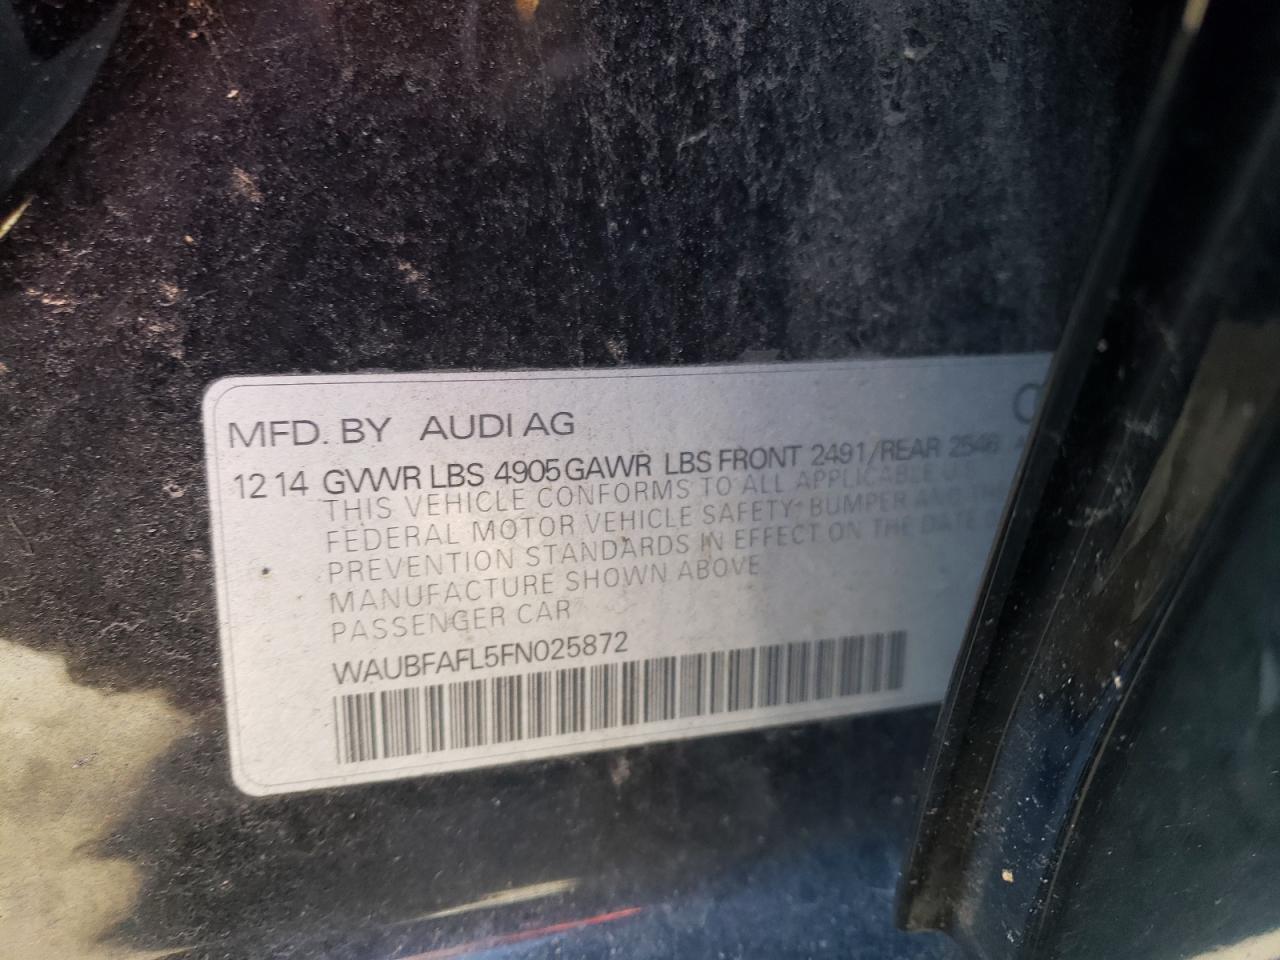 MFD. BY AUDI AG
12 14 GVWR LBS 4905 GAWR LBS FRONT 2491/REAR 2546
THIS VEHICLE CONFORMS TO ALL APPLICABLE
FEDERAL MOTOR VEHICLE SAFETY, BUMPER AND
PREVENTION STANDARDS IN EFFECT ON THE DATE
MANUFACTURE SHOWN ABOVE
PASSENGER CAR
WAUBFAFL5FN025872